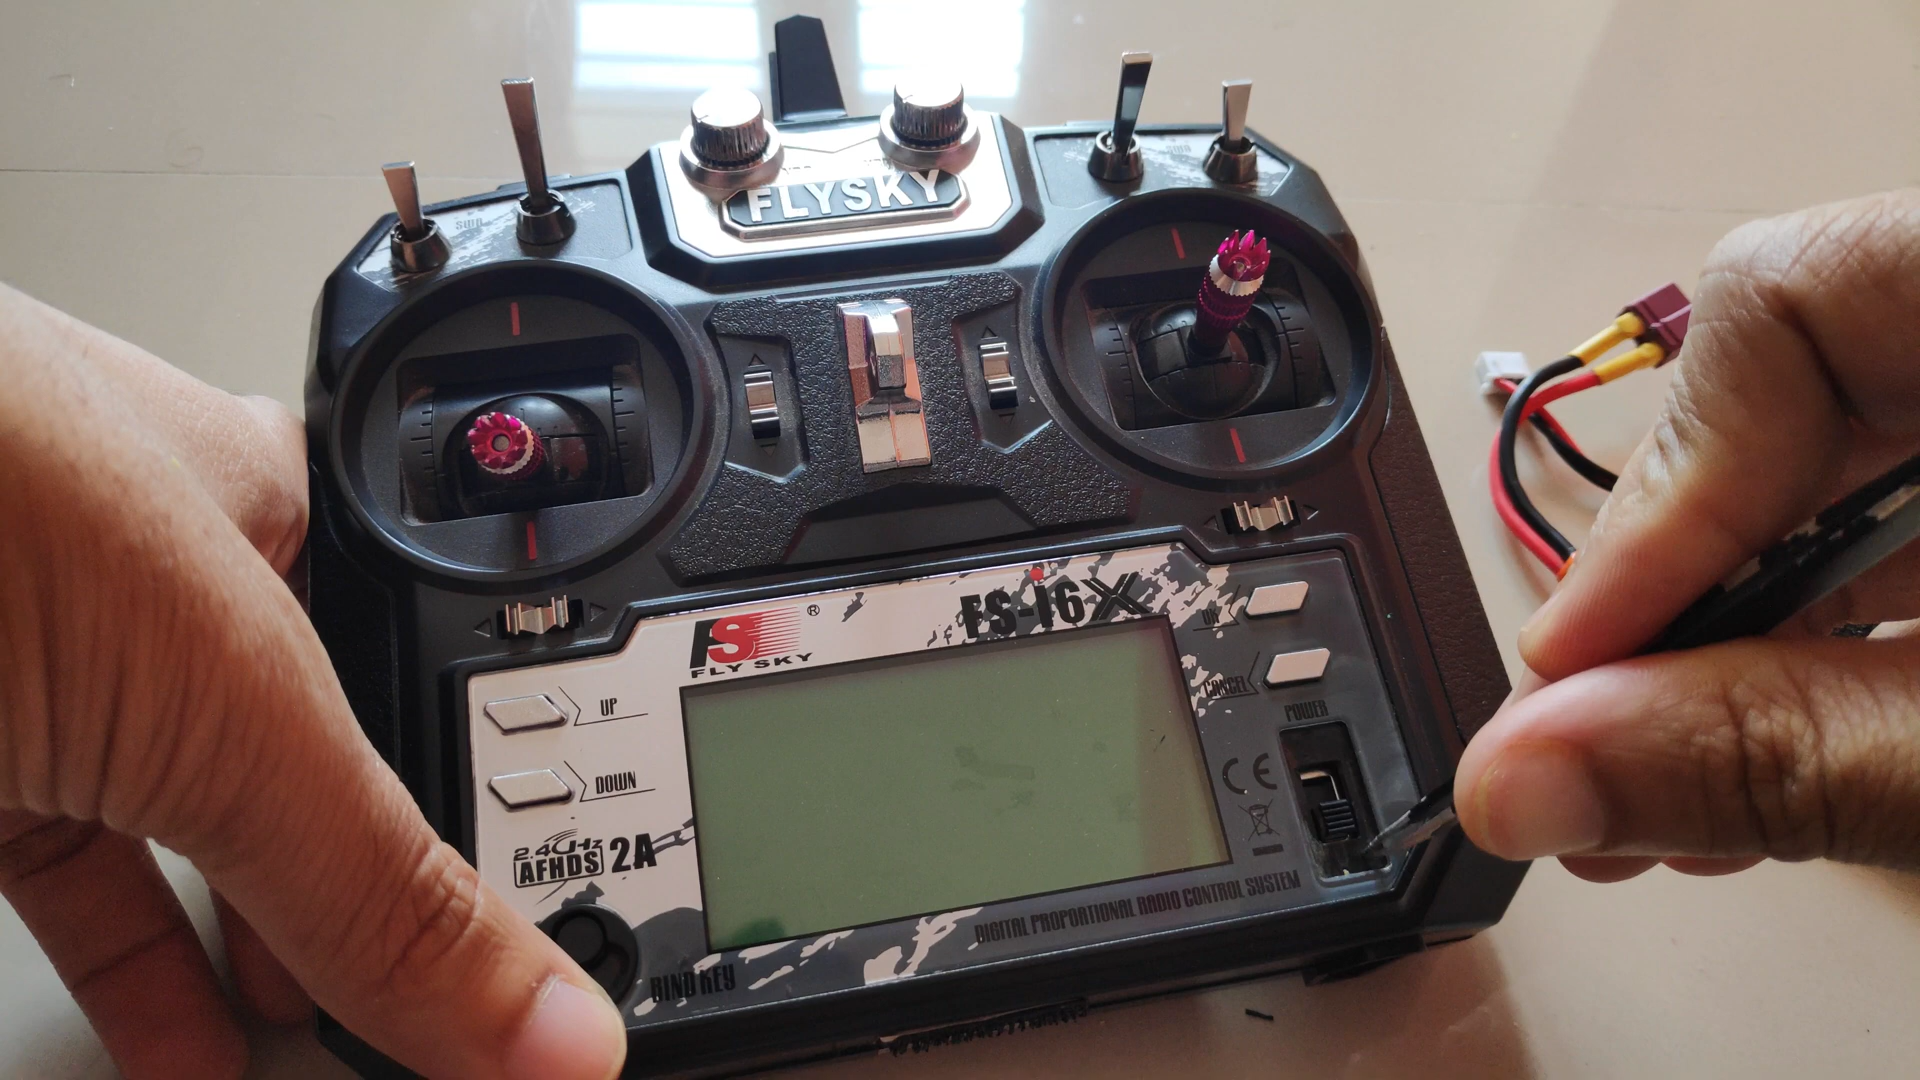 FLYSKY
FS
®
FLY SKY
FS-i6X
OK
UP
CANCEL
POWER
DOWN
CE
2.4GHz
AFHDS 2A
DIGITAL PROPORTIONAL RADIO CONTROL SYSTEM
BIND KEY